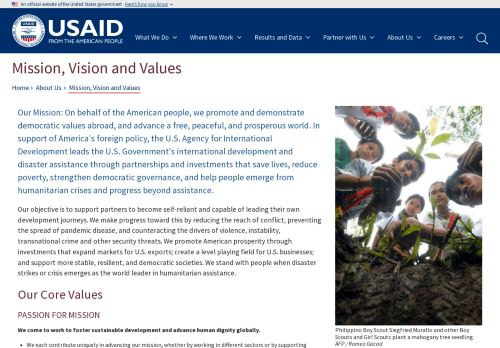 An official website of the United States government Here's how you know
USAID
FROM THE AMERICAN PEOPLE
What We Do
Where We Work
Results and Data
Partner with Us
About Us
Careers
Mission, Vision and Values
Home › About Us › Mission, Vision and Values
Our Mission: On behalf of the American people, we promote and demonstrate
democratic values abroad, and advance a free, peaceful, and prosperous world. In
support of America's foreign policy, the U.S. Agency for International
Development leads the U.S. Government's international development and
disaster assistance through partnerships and investments that save lives, reduce
poverty, strengthen democratic governance, and help people emerge from
humanitarian crises and progress beyond assistance.
Our objective is to support partners to become self-reliant and capable of leading their own
development journeys. We make progress toward this by reducing the reach of conflict, preventing
the spread of pandemic disease, and counteracting the drivers of violence, instability,
transnational crime and other security threats. We promote American prosperity through
investments that expand markets for U.S. exports; create a level playing field for U.S. businesses;
and support more stable, resilient, and democratic societies. We stand with people when disaster
strikes or crisis emerges as the world leader in humanitarian assistance.
Philippino Boy Scout Siegfried Murallo and other Boy
Scouts and Girl Scouts plant a mahogany tree seedling.
AFP / Romeo Gacad
Our Core Values
PASSION FOR MISSION
We come to work to foster sustainable development and advance human dignity globally.
• We each contribute uniquely in advancing our mission, whether by working in different sectors or by supporting